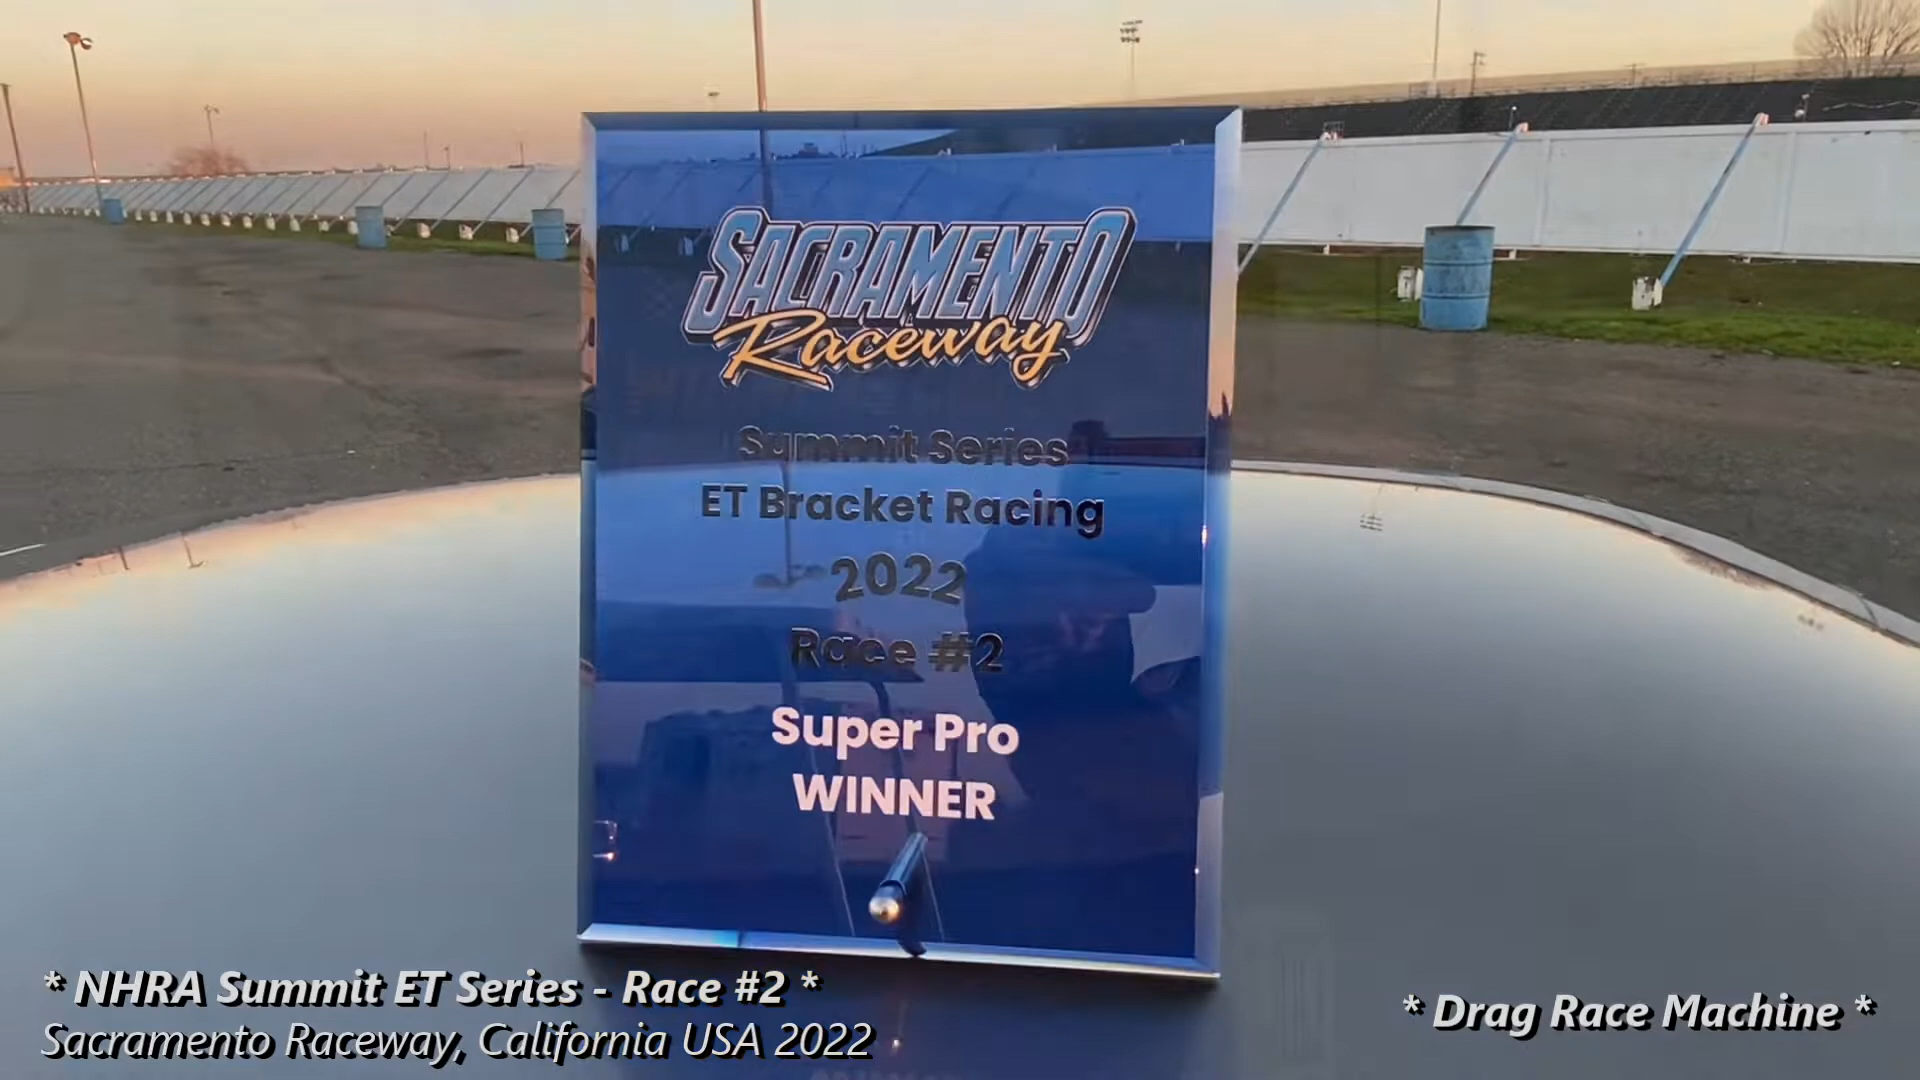 SACRAMENTO
Raceway
Summit Series
ET Bracket Racing
2022
Race #2
Super Pro
WINNER
* NHRA Summit ET Series - Race #2 *
Sacramento Raceway, California USA 2022
* Drag Race Machine *